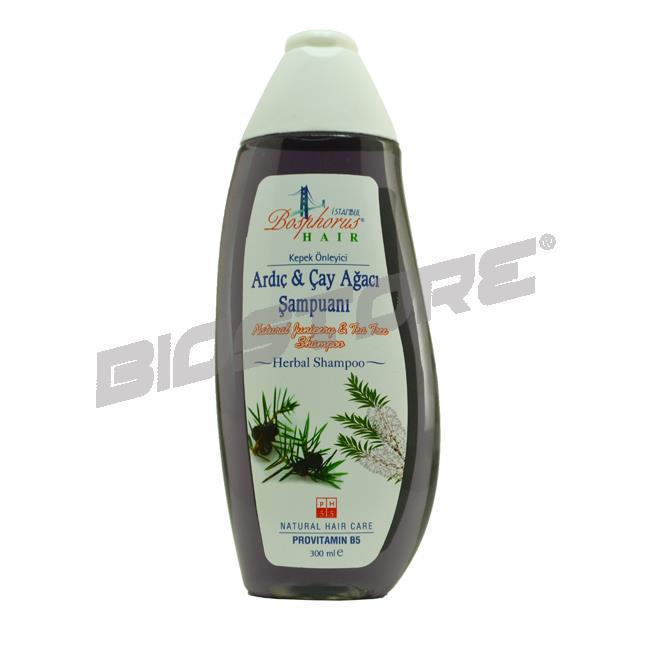 İSTANBUL
Bosphorus®
HAIR
Kepek Önleyici
Ardıç & Çay Ağacı
Şampuanı
Natural Junipery & Tea Tree
Shampoo
~Herbal Shampoo~
PH
5.5
NATURAL HAIR CARE
PROVITAMIN B5
300 ml e
BIOSTORE®